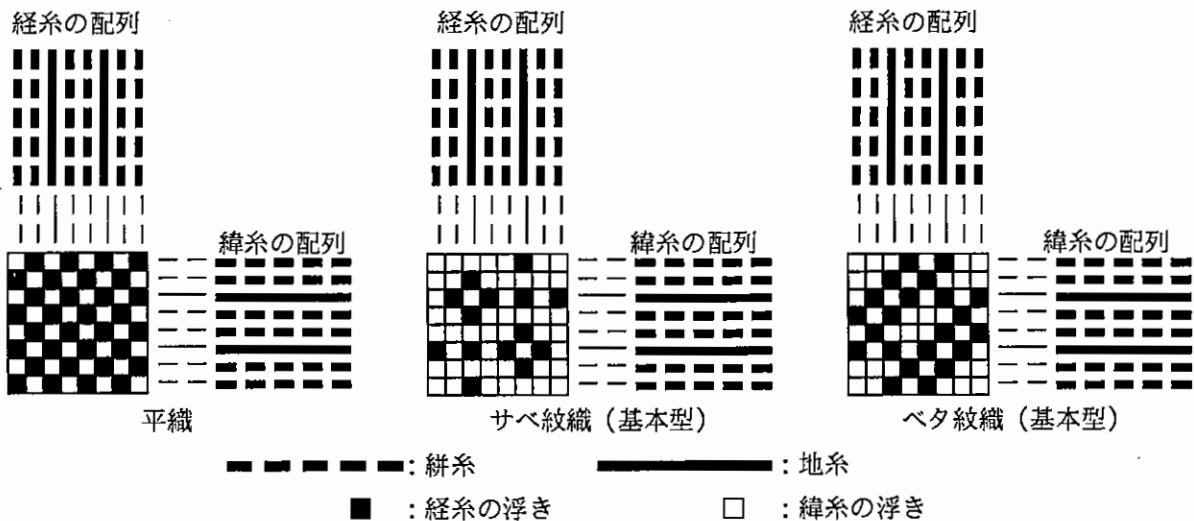 経糸の配列
経糸の配列
経糸の配列
緯糸の配列
緯糸の配列
緯糸の配列
平織
サベ紋織（基本型）
ベタ紋織（基本型）
：絣糸
：地糸
■：経糸の浮き
□：緯糸の浮き